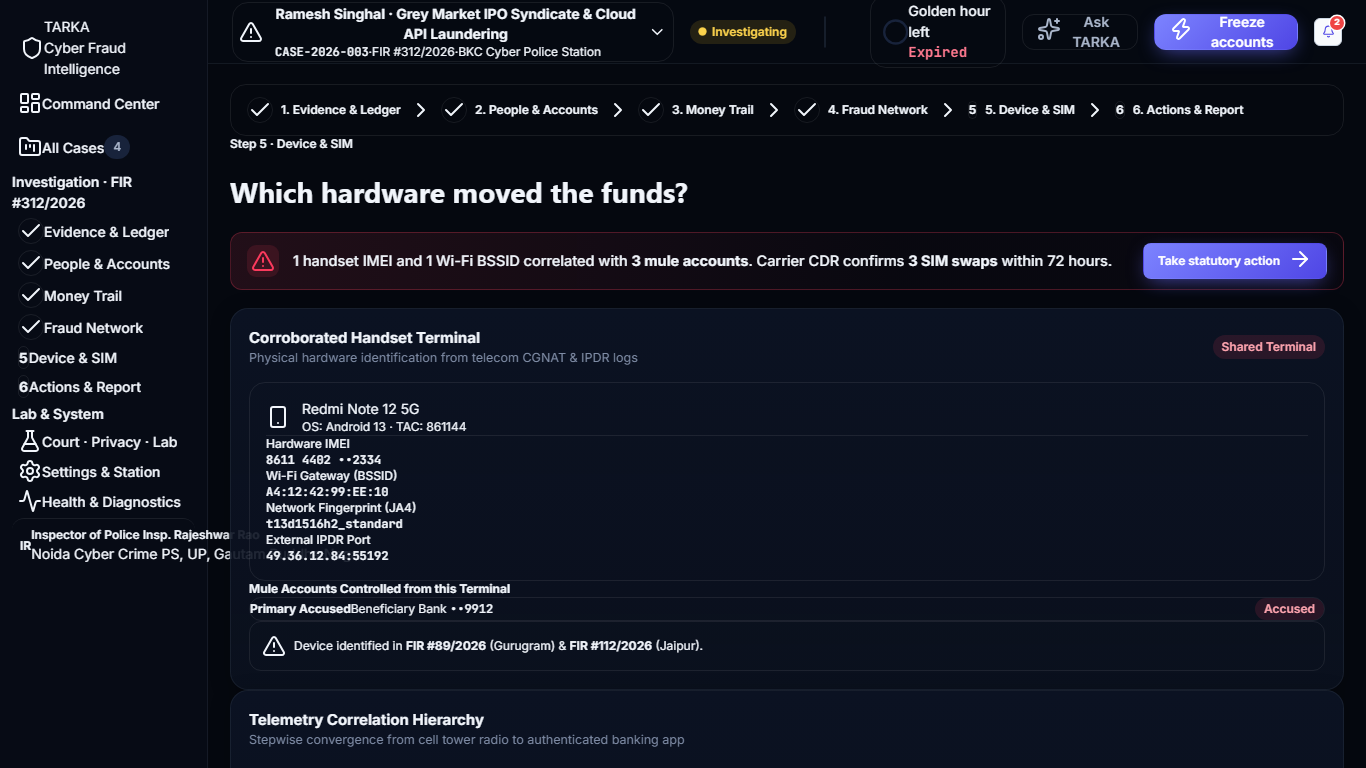 TARKA
Cyber Fraud
Intelligence
Command Center
All Cases 4
Investigation · FIR
#312/2026
Evidence & Ledger
People & Accounts
Money Trail
Fraud Network
5 Device & SIM
6 Actions & Report
Lab & System
Court · Privacy · Lab
Settings & Station
Health & Diagnostics
IR
Inspector of Police Insp. Rajeshwar Rao
Noida Cyber Crime PS, UP, Gautam
Ramesh Singhal · Grey Market IPO Syndicate & Cloud
API Laundering
CASE-2026-003·FIR #312/2026·BKC Cyber Police Station
Investigating
Golden hour
left
Expired
Ask
TARKA
Freeze
accounts
2
1. Evidence & Ledger
2. People & Accounts
3. Money Trail
4. Fraud Network
5 5. Device & SIM
6 6. Actions & Report
Step 5 · Device & SIM
Which hardware moved the funds?
1 handset IMEI and 1 Wi-Fi BSSID correlated with 3 mule accounts. Carrier CDR confirms 3 SIM swaps within 72 hours.
Take statutory action
Corroborated Handset Terminal
Physical hardware identification from telecom CGNAT & IPDR logs
Shared Terminal
Redmi Note 12 5G
OS: Android 13 · TAC: 861144
Hardware IMEI
8611 4402 ••2334
Wi-Fi Gateway (BSSID)
A4:12:42:99:EE:10
Network Fingerprint (JA4)
t13d1516h2_standard
External IPDR Port
49.36.12.84:55192
Mule Accounts Controlled from this Terminal
Primary AccusedBeneficiary Bank ••9912
Accused
Device identified in FIR #89/2026 (Gurugram) & FIR #112/2026 (Jaipur).
Telemetry Correlation Hierarchy
Stepwise convergence from cell tower radio to authenticated banking app